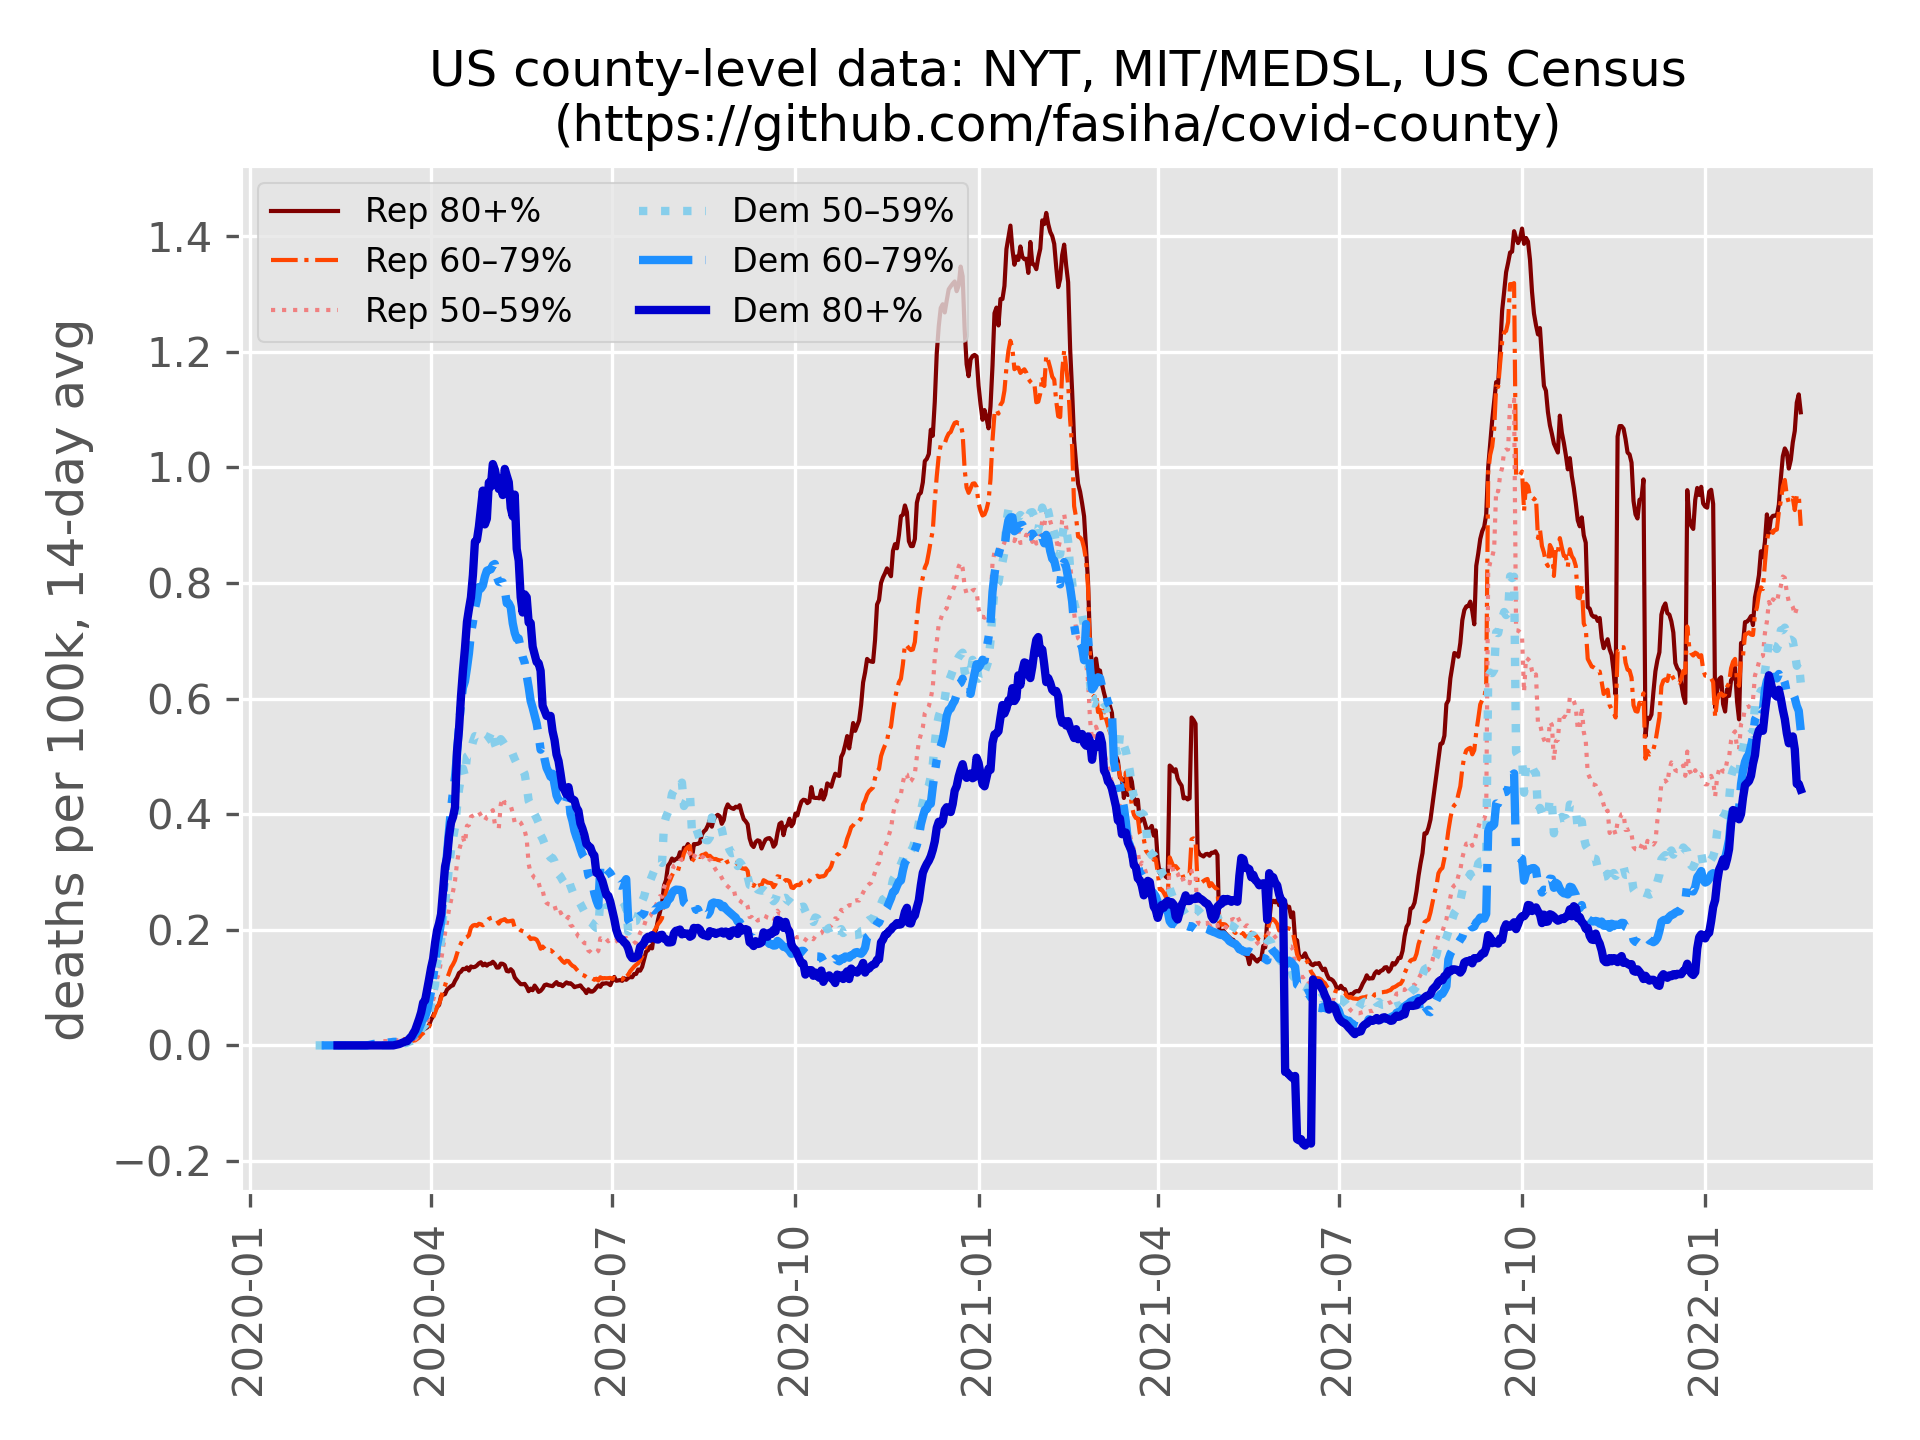 US county-level data: NYT, MIT/MEDSL, US Census
(https://github.com/fasiha/covid-county)
Rep 80+%
Rep 60–79%
Rep 50–59%
Dem 50–59%
Dem 60–79%
Dem 80+%
deaths per 100k, 14-day avg
1.4
1.2
1.0
0.8
0.6
0.4
0.2
0.0
−0.2
2020-01
2020-04
2020-07
2020-10
2021-01
2021-04
2021-07
2021-10
2022-01